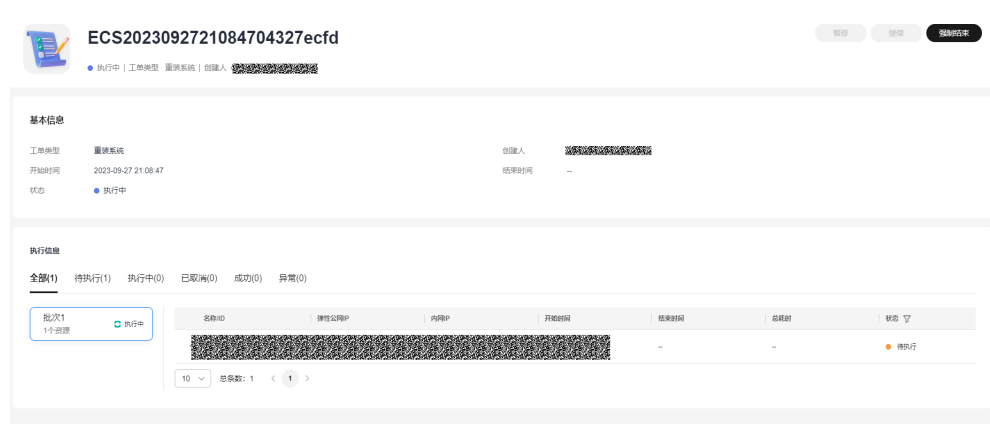 ECS2023092721084704327ecfd
暂停 继续 强制结束
执行中 | 工单类型 重装系统 | 创建人
基本信息
工单类型 重装系统 创建人
开始时间 2023-09-27 21:08:47 结束时间 --
状态 执行中
执行信息
全部(1) 待执行(1) 执行中(0) 已取消(0) 成功(0) 异常(0)
批次1
1个资源
执行中
名称/ID 弹性公网IP 内网IP 开始时间 结束时间 总耗时 状态
-- -- 待执行
10 总条数: 1 < 1 >